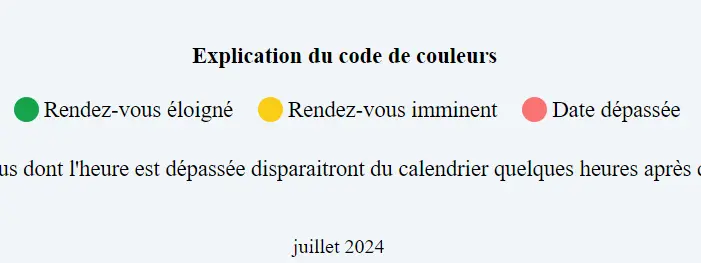 Explication du code de couleurs
Rendez-vous éloigné Rendez-vous imminent Date dépassée
dont l'heure est dépassée disparaitront du calendrier quelques heures après
juillet 2024